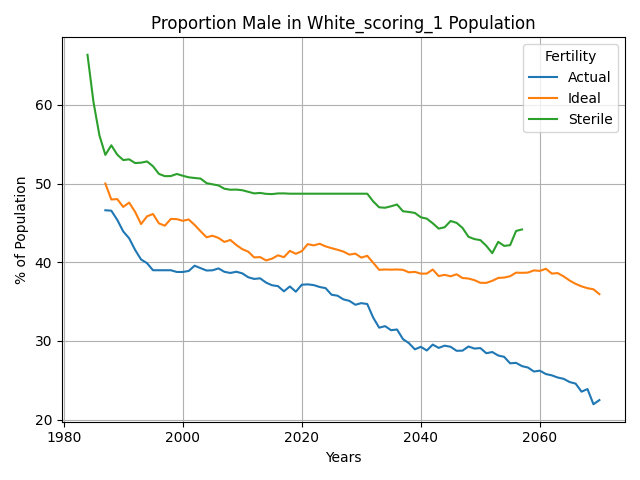 Proportion Male in White_scoring_1 Population
% of Population
60
50
40
30
20
Fertility
Actual
Ideal
Sterile
1980
2000
2020
2040
2060
Years